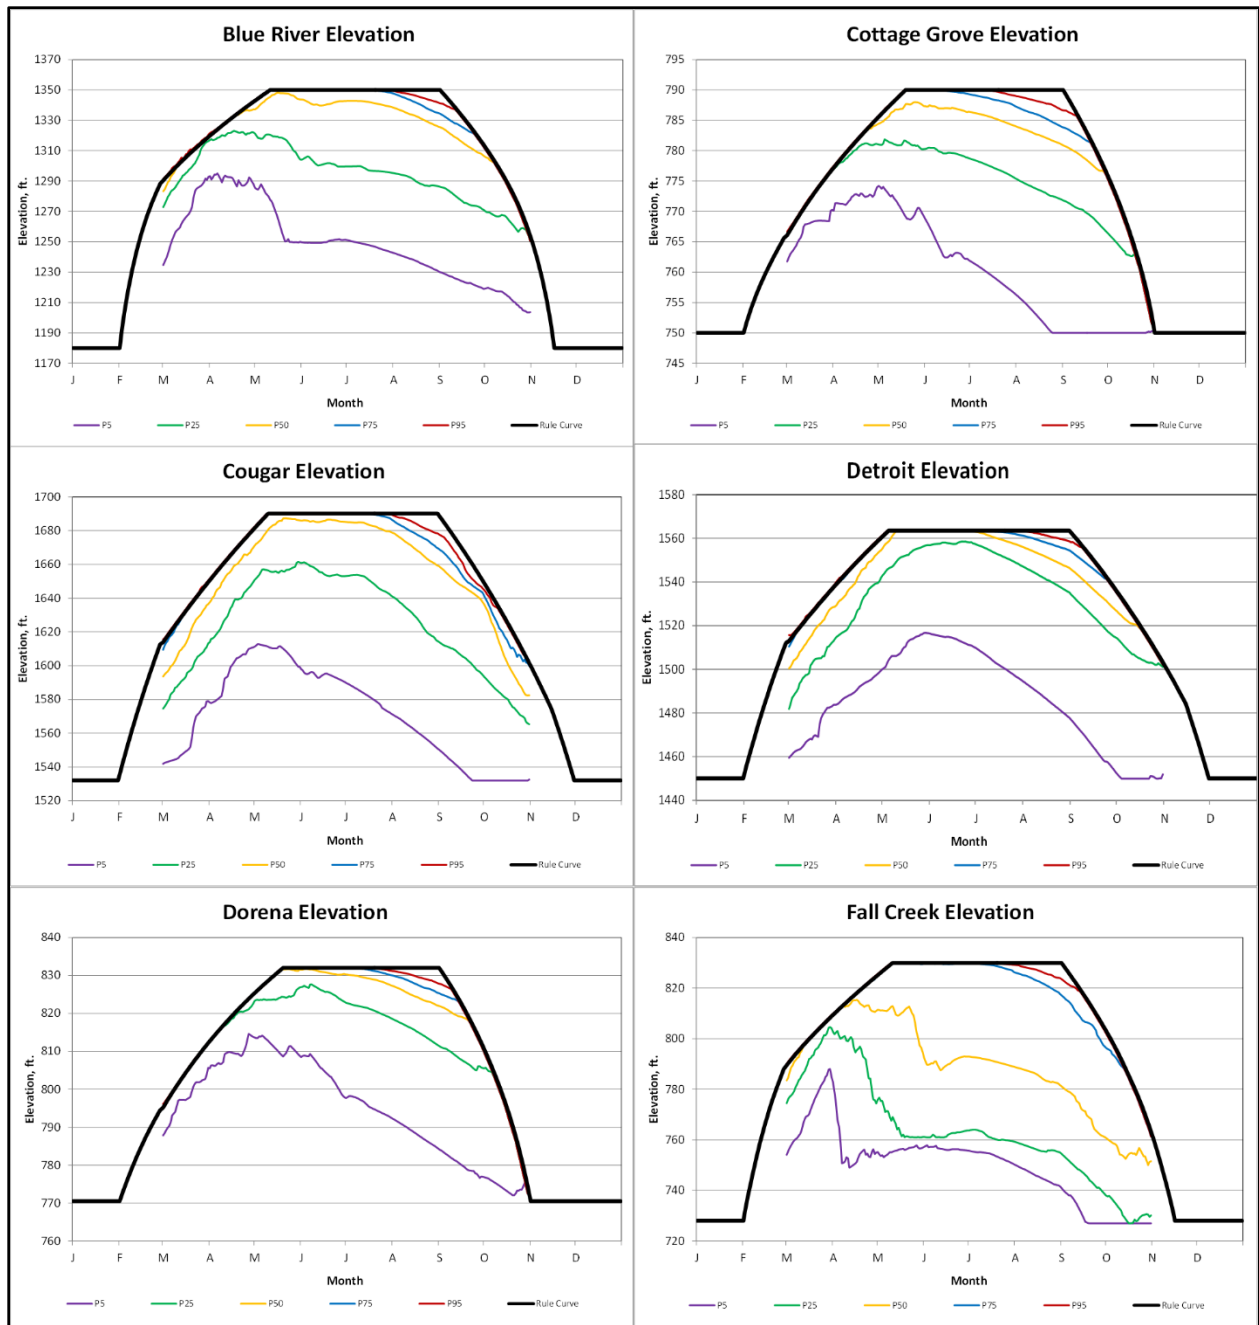 Blue River Elevation
Elevation, ft.
1370
1350
1330
1310
1290
1270
1250
1230
1210
1190
1170
J F M A M J J A S O N D
Month
P5 P25 P50 P75 P95 Rule Curve
Cottage Grove Elevation
Elevation, ft.
795
790
785
780
775
770
765
760
755
750
745
J F M A M J J A S O N D
Month
P5 P25 P50 P75 P95 Rule Curve
Cougar Elevation
Elevation, ft.
1700
1680
1660
1640
1620
1600
1580
1560
1540
1520
J F M A M J J A S O N D
Month
P5 P25 P50 P75 P95 Rule Curve
Detroit Elevation
Elevation, ft.
1580
1560
1540
1520
1500
1480
1460
1440
J F M A M J J A S O N D
Month
P5 P25 P50 P75 P95 Rule Curve
Dorena Elevation
Elevation, ft.
840
830
820
810
800
790
780
770
760
J F M A M J J A S O N D
Month
P5 P25 P50 P75 P95 Rule Curve
Fall Creek Elevation
Elevation, ft.
840
820
800
780
760
740
720
J F M A M J J A S O N D
Month
P5 P25 P50 P75 P95 Rule Curve